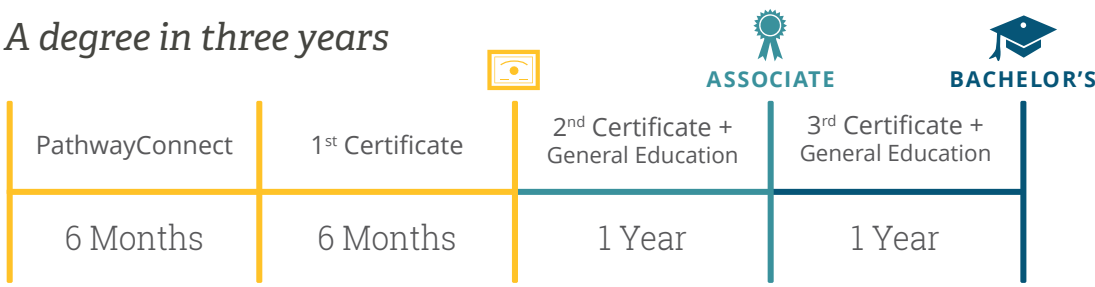 A degree in three years
ASSOCIATE
BACHELOR'S
PathwayConnect
1st Certificate
2nd Certificate +
General Education
3rd Certificate +
General Education
6 Months
6 Months
1 Year
1 Year